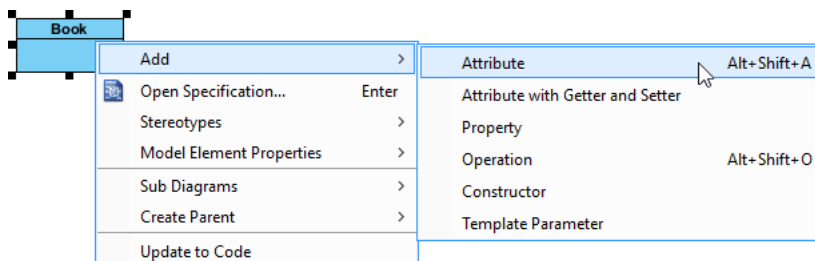 Book
Add
Open Specification... Enter
Stereotypes
Model Element Properties
Sub Diagrams
Create Parent
Update to Code
Attribute Alt+Shift+A
Attribute with Getter and Setter
Property
Operation Alt+Shift+O
Constructor
Template Parameter